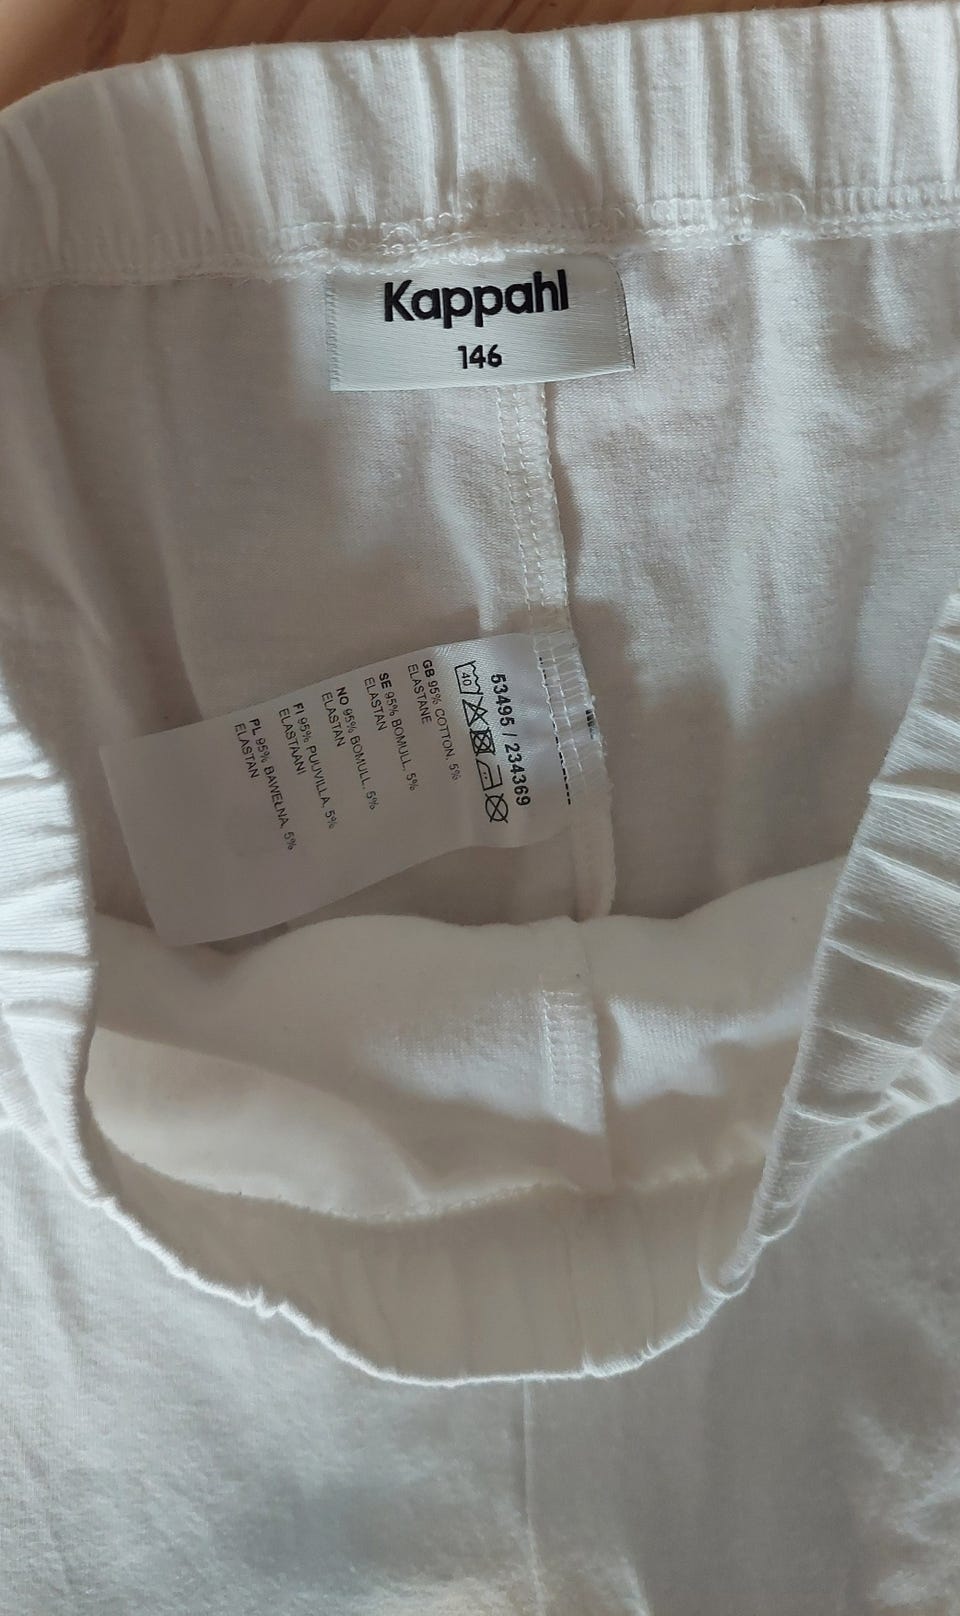 Kappahl
146
53495 / 234369
40
GB 95% COTTON, 5%
ELASTANE
SE 95% BOMULL, 5%
ELASTAN
NO 95% BOMULL, 5%
ELASTAN
FI 95% PUUVILLA, 5%
ELASTAANI
PL 95% BAWEŁNA, 5%
ELASTAN